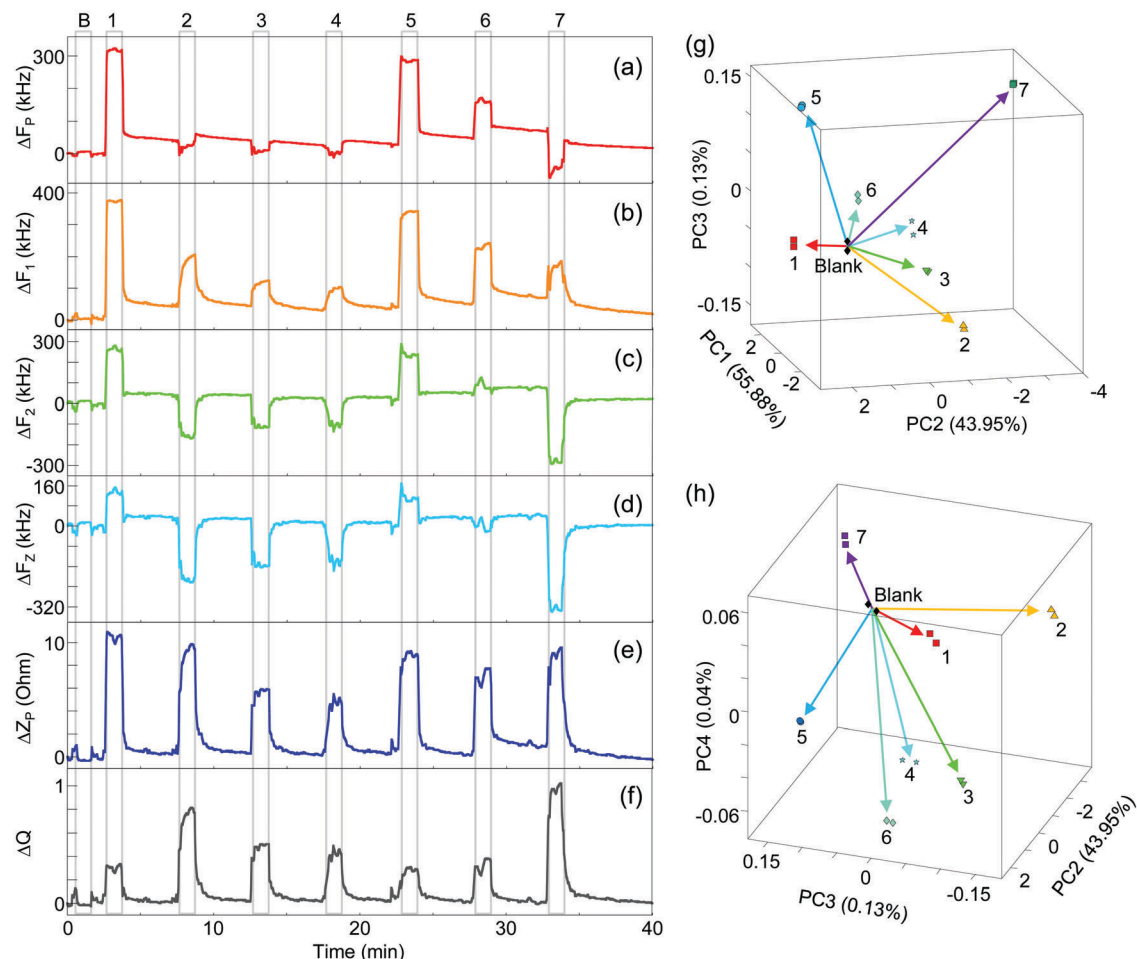 B 1 2 3 4 5 6 7
(a)
300
0
ΔF_P (kHz)
(b)
400
200
0
ΔF_1 (kHz)
(c)
300
0
-300
ΔF_2 (kHz)
(d)
160
0
-320
ΔF_Z (kHz)
(e)
10
0
ΔZ_P (Ohm)
(f)
1
0
ΔQ
0 10 20 30 40
Time (min)
(g)
0.15
0
-0.15
PC3 (0.13%)
5
7
6
4
1
Blank
3
2
2
0
-2
PC1 (55.88%)
2 0 -2 -4
PC2 (43.95%)
(h)
7
Blank
2
1
5
4
3
6
0.06
0
-0.06
PC4 (0.04%)
0.15 0 -0.15
PC3 (0.13%)
-2
0
2
PC2 (43.95%)